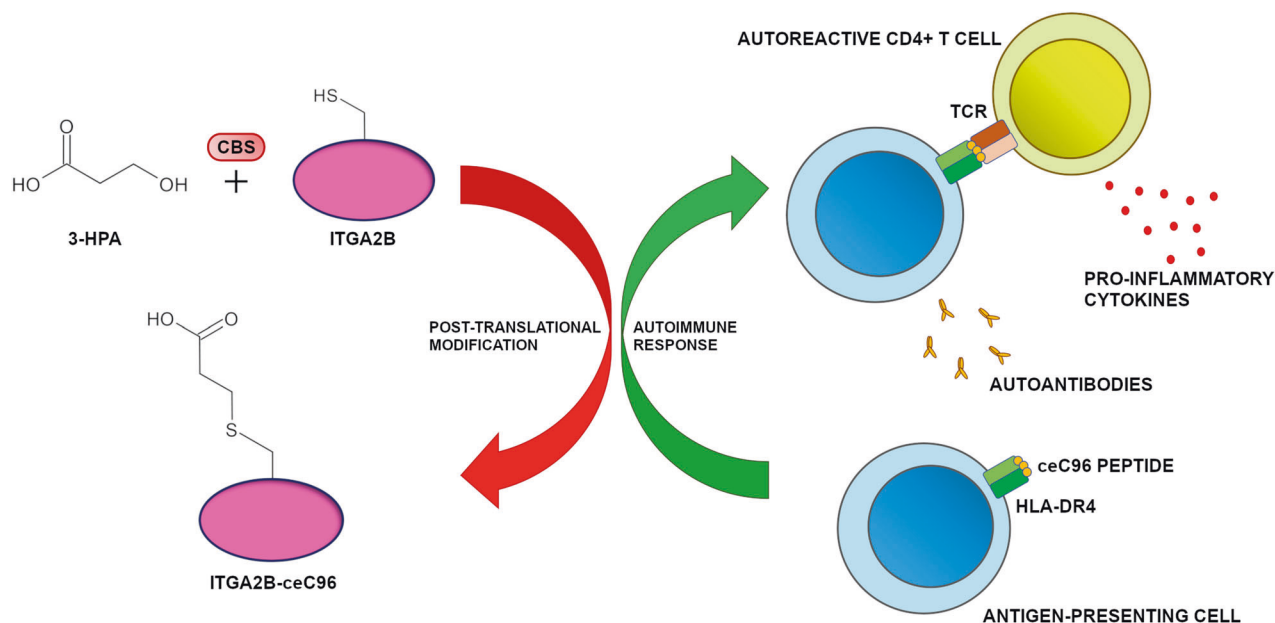 HS
O
HO
OH
CBS
+
3-HPA
ITGA2B
HO
O
S
ITGA2B-ceC96
POST-TRANSLATIONAL
MODIFICATION
AUTOIMMUNE
RESPONSE
AUTOREACTIVE CD4+ T CELL
TCR
PRO-INFLAMMATORY
CYTOKINES
AUTOANTIBODIES
ceC96 PEPTIDE
HLA-DR4
ANTIGEN-PRESENTING CELL